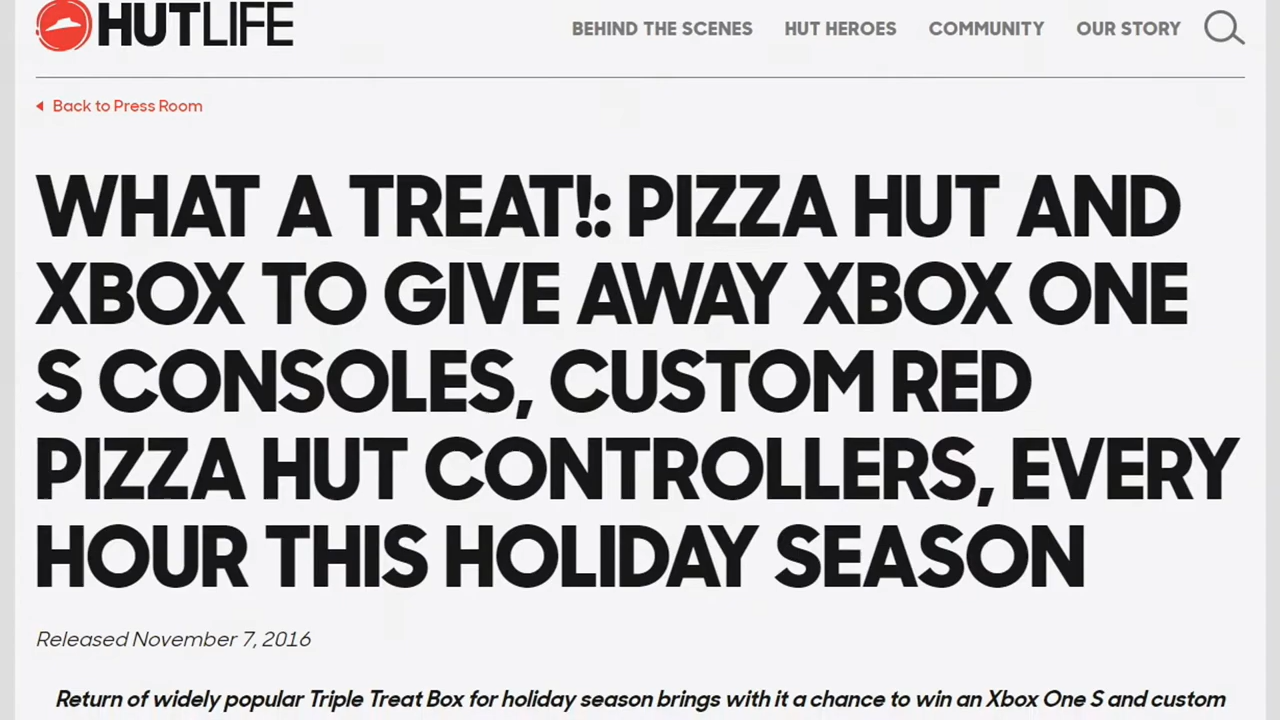 HUTLIFE
BEHIND THE SCENES HUT HEROES COMMUNITY OUR STORY
Back to Press Room
WHAT A TREAT!: PIZZA HUT AND
XBOX TO GIVE AWAY XBOX ONE
S CONSOLES, CUSTOM RED
PIZZA HUT CONTROLLERS, EVERY
HOUR THIS HOLIDAY SEASON
Released November 7, 2016
Return of widely popular Triple Treat Box for holiday season brings with it a chance to win an Xbox One S and custom